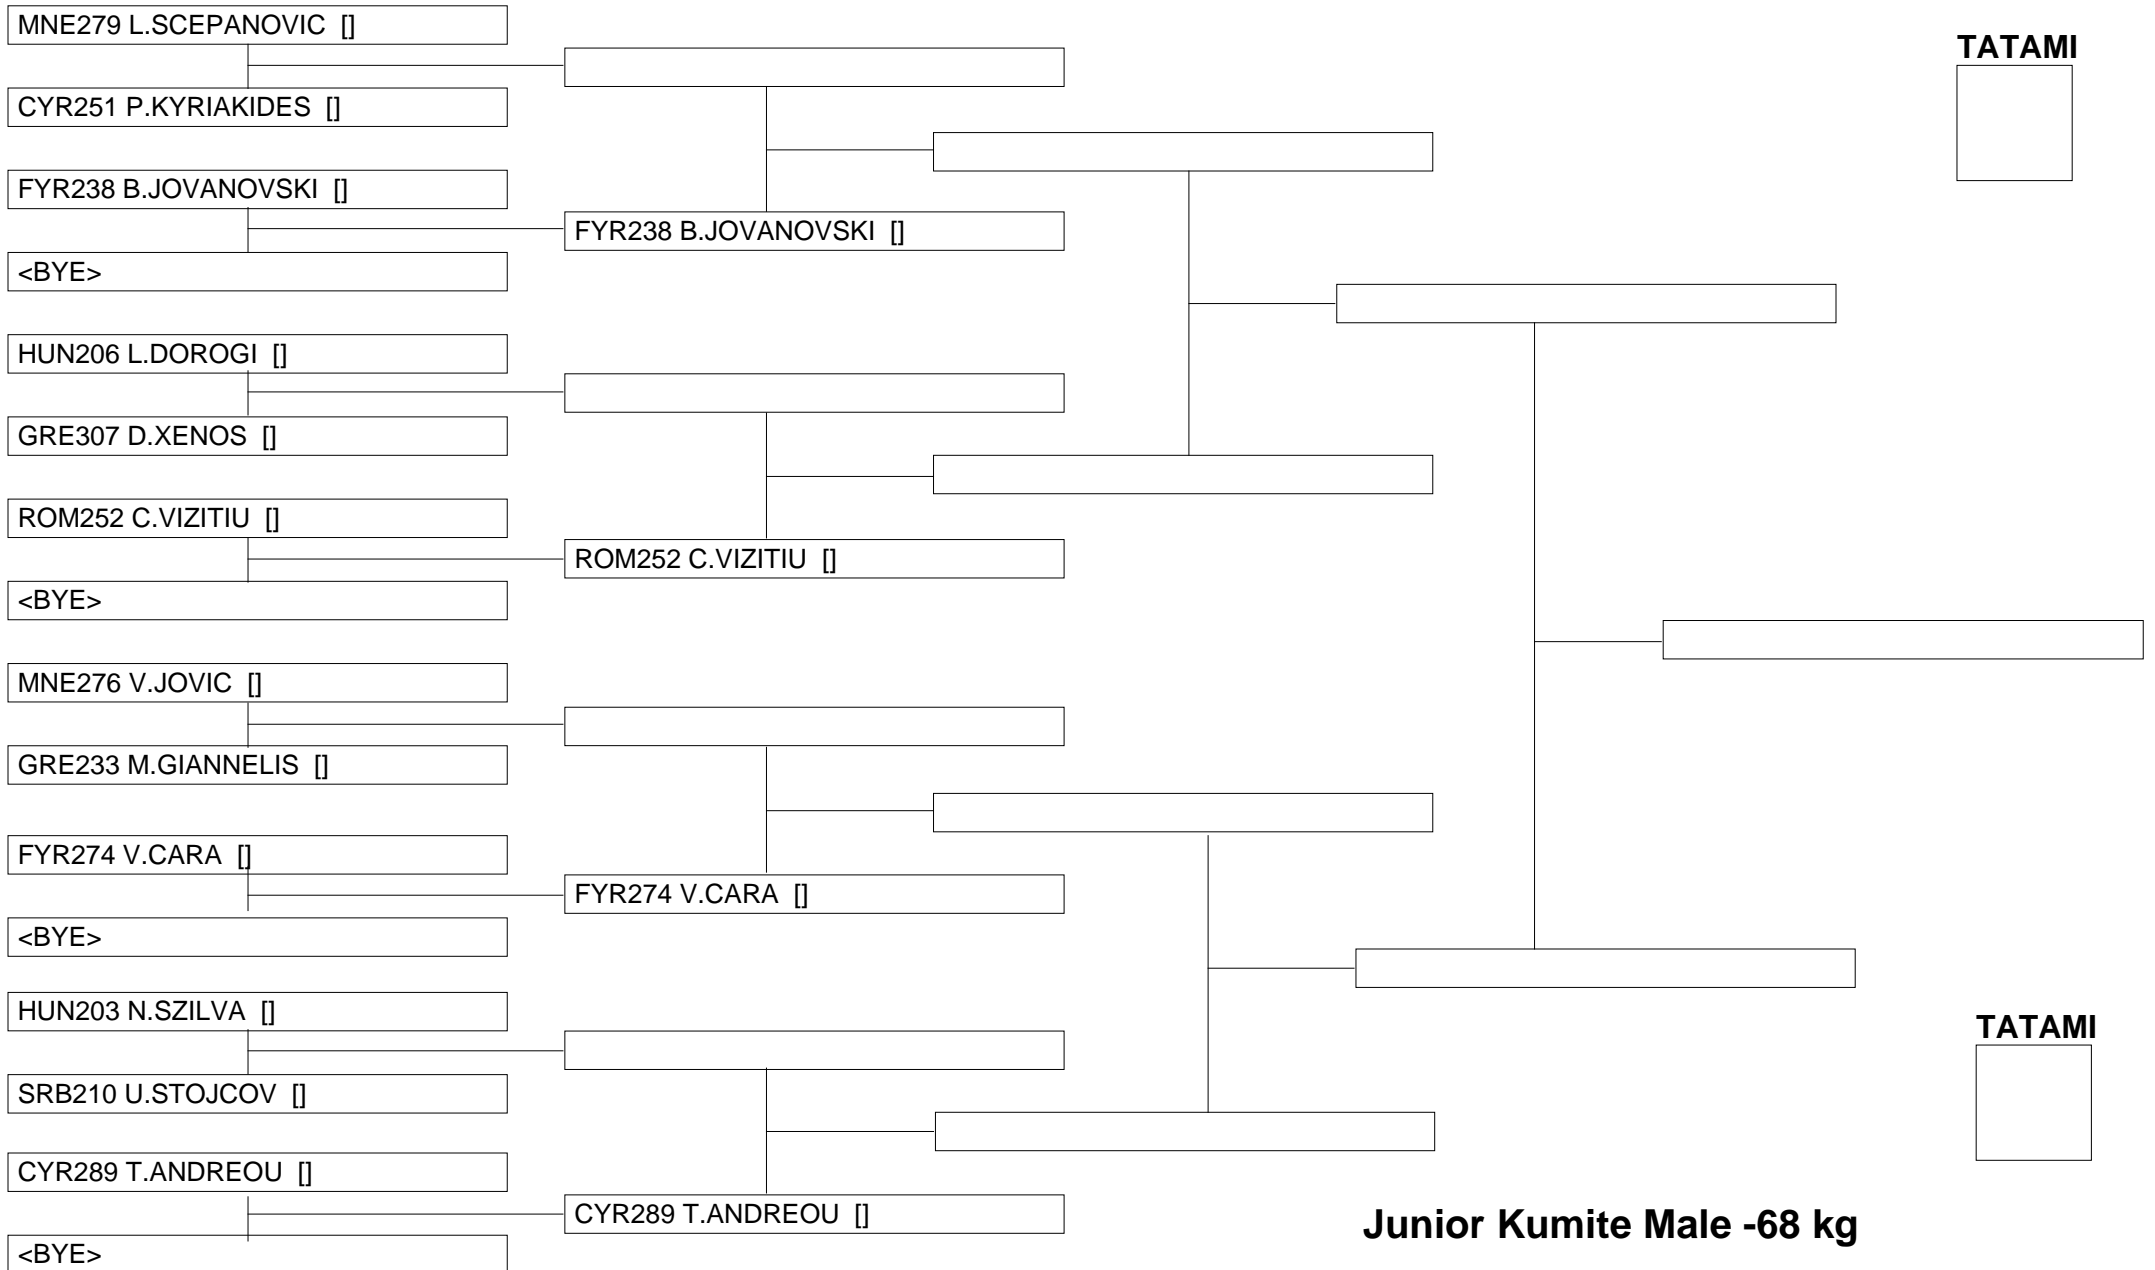 MNE279 L.SCEPANOVIC []
TATAMI
CYR251 P.KYRIAKIDES []
FYR238 B.JOVANOVSKI []
FYR238 B.JOVANOVSKI []
<BYE>
HUN206 L.DOROGI []
GRE307 D.XENOS []
ROM252 C.VIZITIU []
ROM252 C.VIZITIU []
<BYE>
MNE276 V.JOVIC []
GRE233 M.GIANNELIS []
FYR274 V.CARA []
FYR274 V.CARA []
<BYE>
HUN203 N.SZILVA []
TATAMI
SRB210 U.STOJCOV []
CYR289 T.ANDREOU []
CYR289 T.ANDREOU []
Junior Kumite Male -68 kg
<BYE>